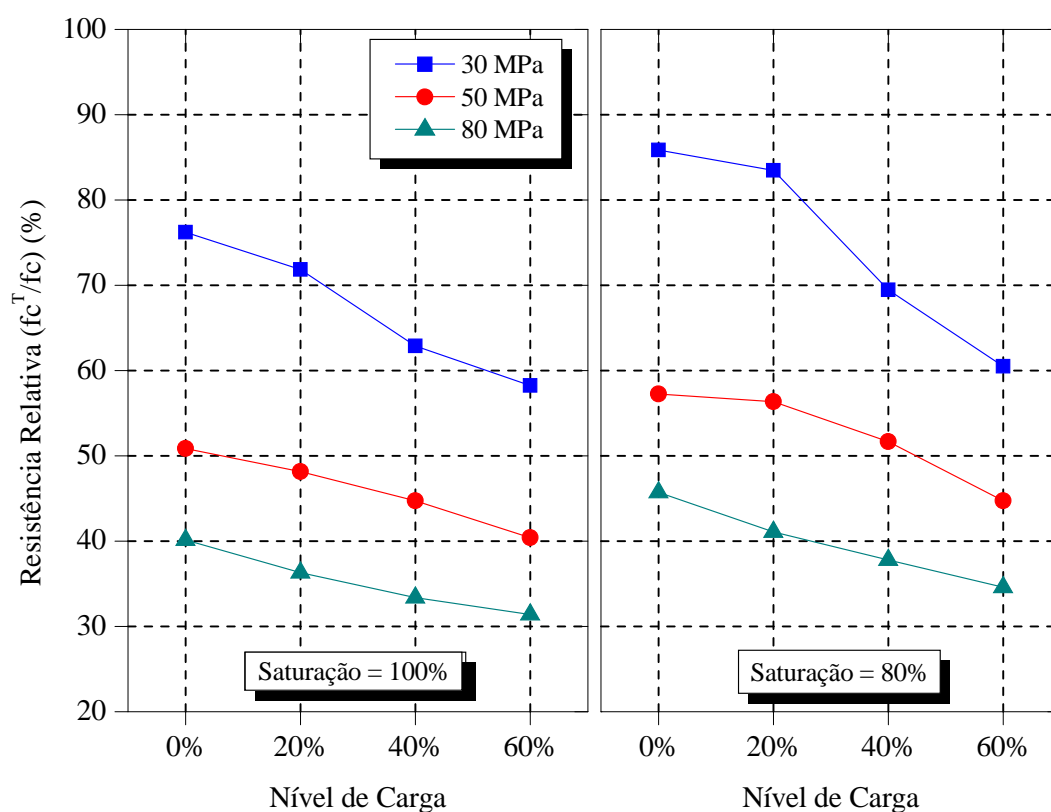 100
90
80
70
60
50
40
30
20
Resistência Relativa (fc^T/fc) (%)
30 MPa
50 MPa
80 MPa
Saturação = 100%
Saturação = 80%
0% 20% 40% 60%
0% 20% 40% 60%
Nível de Carga
Nível de Carga